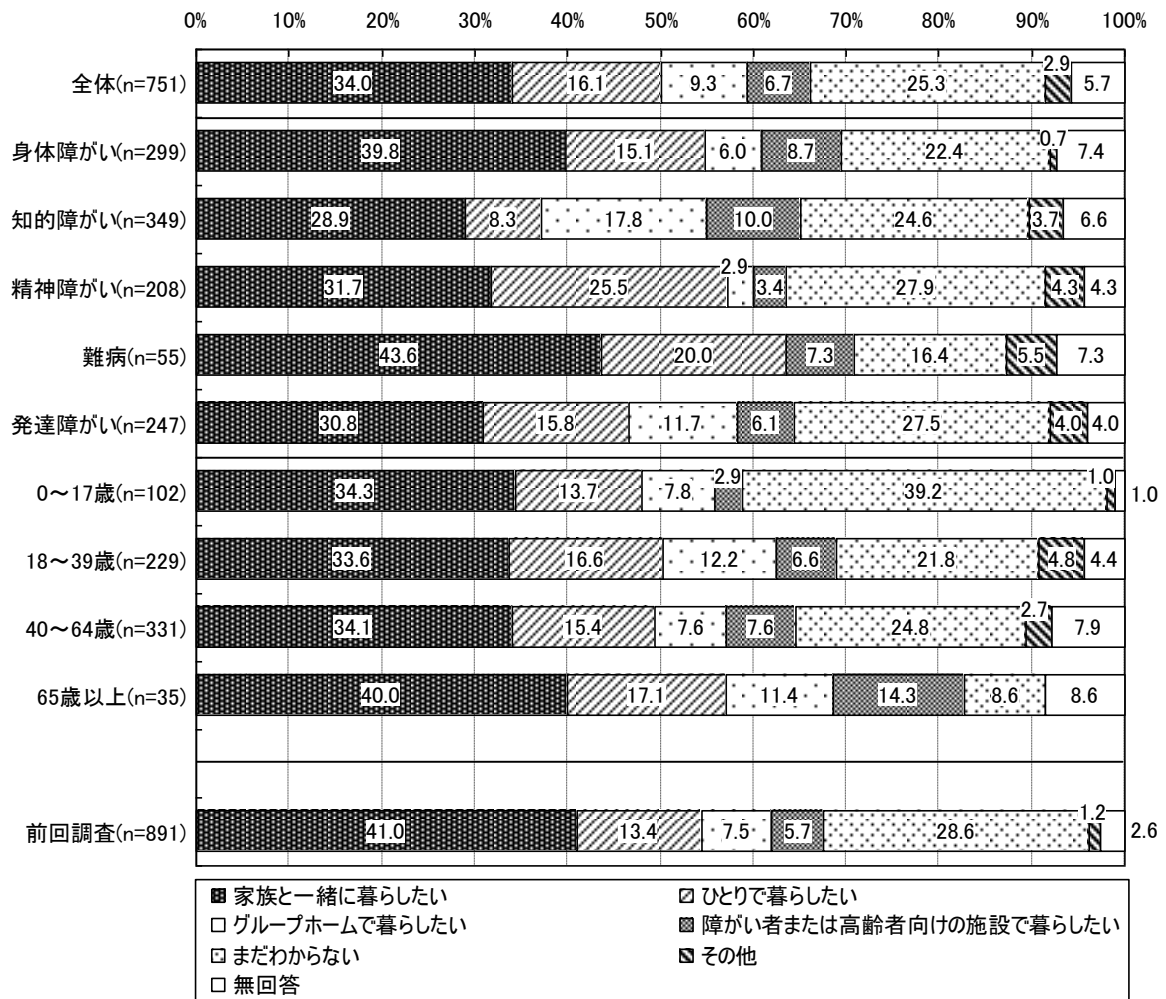 0% 10% 20% 30% 40% 50% 60% 70% 80% 90% 100%
全体(n=751) 34.0 16.1 9.3 6.7 25.3 2.9 5.7
身体障がい(n=299) 39.8 15.1 6.0 8.7 22.4 0.7 7.4
知的障がい(n=349) 28.9 8.3 17.8 10.0 24.6 3.7 6.6
精神障がい(n=208) 31.7 25.5 2.9 3.4 27.9 4.3 4.3
難病(n=55) 43.6 20.0 7.3 16.4 5.5 7.3
発達障がい(n=247) 30.8 15.8 11.7 6.1 27.5 4.0 4.0
0～17歳(n=102) 34.3 13.7 7.8 2.9 39.2 1.0 1.0
18～39歳(n=229) 33.6 16.6 12.2 6.6 21.8 4.8 4.4
40～64歳(n=331) 34.1 15.4 7.6 7.6 24.8 2.7 7.9
65歳以上(n=35) 40.0 17.1 11.4 14.3 8.6 8.6
前回調査(n=891) 41.0 13.4 7.5 5.7 28.6 1.2 2.6
家族と一緒に暮らしたい ひとりで暮らしたい
グループホームで暮らしたい 障がい者または高齢者向けの施設で暮らしたい
まだわからない その他
無回答